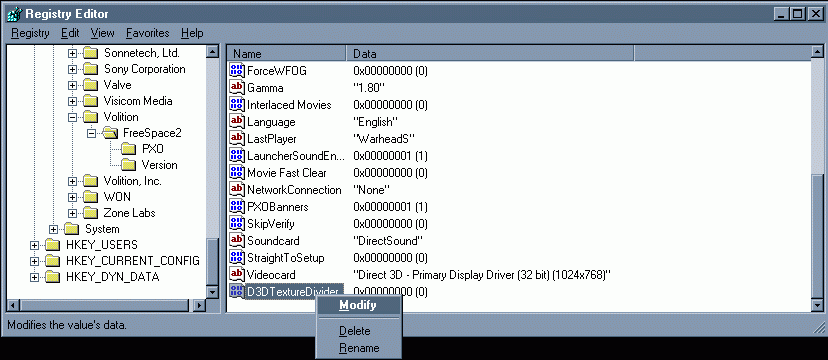 Registry Editor
Registry Edit View Favorites Help
Sonnetech, Ltd.
Sony Corporation
Valve
Visicom Media
Volition
FreeSpace2
PXO
Version
Volition, Inc.
WON
Zone Labs
System
HKEY_USERS
HKEY_CURRENT_CONFIG
HKEY_DYN_DATA
Name Data
ForceWFOG 0x00000000 (0)
Gamma "1.80"
Interlaced Movies 0x00000000 (0)
Language "English"
LastPlayer "WarheadS"
LauncherSoundEn... 0x00000001 (1)
Movie Fast Clear 0x00000000 (0)
NetworkConnection "None"
PXOBanners 0x00000001 (1)
SkipVerify 0x00000000 (0)
Soundcard "DirectSound"
StraightToSetup 0x00000000 (0)
Videocard "Direct 3D - Primary Display Driver (32 bit) (1024x768)"
D3DTextureDivider 0x00000000 (0)
Modify
Delete
Rename
Modifies the value's data.